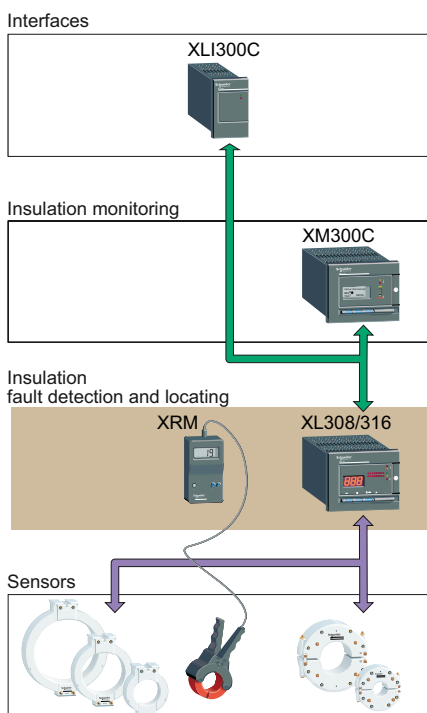 Interfaces
XLI300C
Insulation monitoring
XM300C
Insulation
fault detection and locating
XRM
XL308/316
Sensors